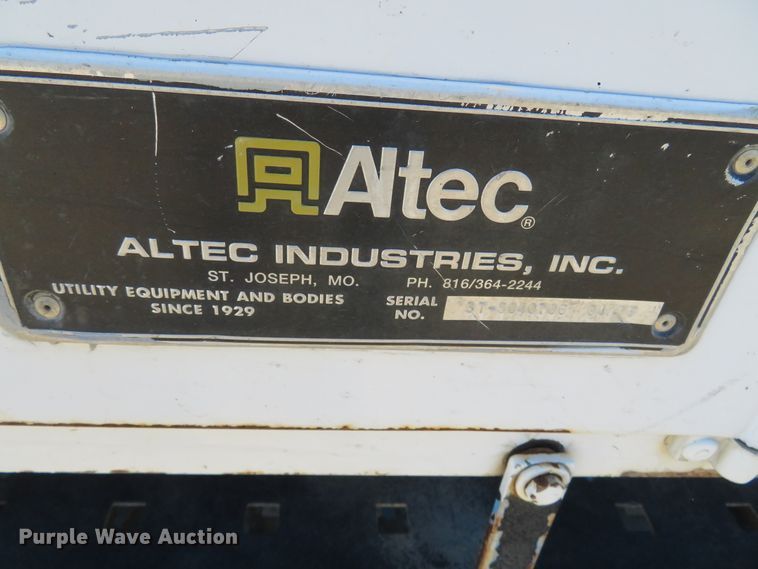 Altec®
ALTEC INDUSTRIES, INC.
ST. JOSEPH, MO. PH. 816/364-2244
UTILITY EQUIPMENT AND BODIES
SINCE 1929
SERIAL
NO.
Purple Wave Auction